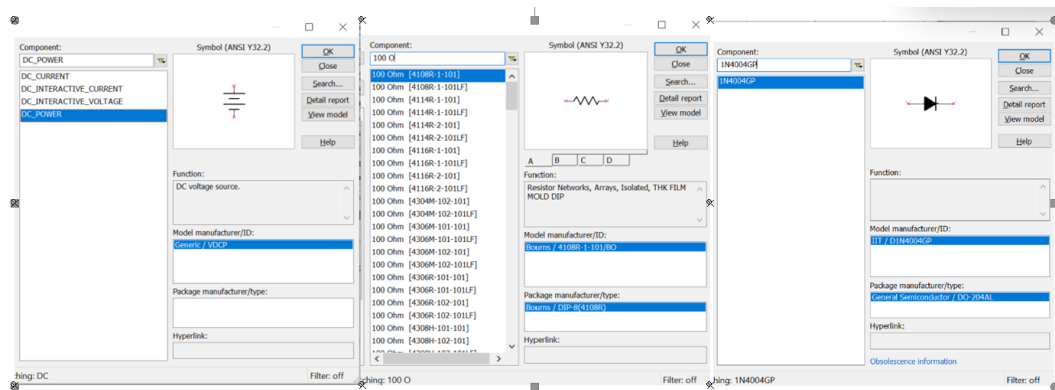 Component:
DC_POWER
DC_CURRENT
DC_INTERACTIVE_CURRENT
DC_INTERACTIVE_VOLTAGE
DC_POWER
Symbol (ANSI Y32.2)
OK
Close
Search...
Detail report
View model
Help
Function:
DC voltage source.
Model manufacturer/ID:
Generic / VDCP
Package manufacturer/type:
Hyperlink:
hing: DC
Filter: off
Component:
100 O
100 Ohm [4108R-1-101]
100 Ohm [4108R-1-101LF]
100 Ohm [4114R-1-101]
100 Ohm [4114R-1-101LF]
100 Ohm [4114R-2-101]
100 Ohm [4114R-2-101LF]
100 Ohm [4116R-1-101]
100 Ohm [4116R-1-101LF]
100 Ohm [4116R-2-101]
100 Ohm [4116R-2-101LF]
100 Ohm [4304M-102-101]
100 Ohm [4304M-102-101LF]
100 Ohm [4306M-101-101]
100 Ohm [4306M-101-101LF]
100 Ohm [4306M-102-101]
100 Ohm [4306M-102-101LF]
100 Ohm [4306R-101-101]
100 Ohm [4306R-101-101LF]
100 Ohm [4306R-102-101]
100 Ohm [4306R-102-101LF]
100 Ohm [4308H-101-101]
Symbol (ANSI Y32.2)
A B C D
OK
Close
Search...
Detail report
View model
Help
Function:
Resistor Networks, Arrays, Isolated, THK FILM
MOLD DIP
Model manufacturer/ID:
Bourns / 4108R-1-101/BO
Package manufacturer/type:
Bourns / DIP-8(4108R)
Hyperlink:
ching: 100 O
Filter: off
Component:
1N4004GP
1N4004GP
Symbol (ANSI Y32.2)
OK
Close
Search...
Detail report
View model
Help
Function:
Model manufacturer/ID:
IIT / D1N4004GP
Package manufacturer/type:
General Semiconductor / DO-204AL
Hyperlink:
Obsolescence information
ching: 1N4004GP
Filter: off